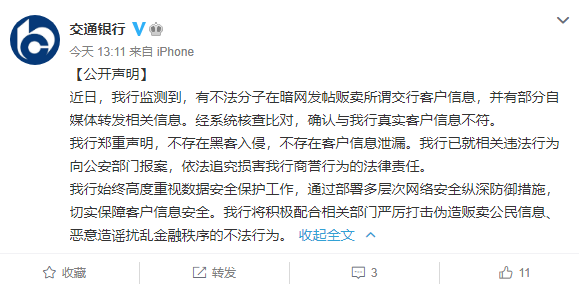 交通银行
今天 13:11 来自 iPhone
【公开声明】
近日，我行监测到，有不法分子在暗网发帖贩卖所谓交行客户信息，并有部分自
媒体转发相关信息。经系统核查比对，确认与我行真实客户信息不符。
我行郑重声明，不存在黑客入侵，不存在客户信息泄漏。我行已就相关违法行为
向公安部门报案，依法追究损害我行商誉行为的法律责任。
我行始终高度重视数据安全保护工作，通过部署多层次网络安全纵深防御措施，
切实保障客户信息安全。我行将积极配合相关部门严厉打击伪造贩卖公民信息、
恶意造谣扰乱金融秩序的不法行为。 收起全文
收藏 转发 3 11